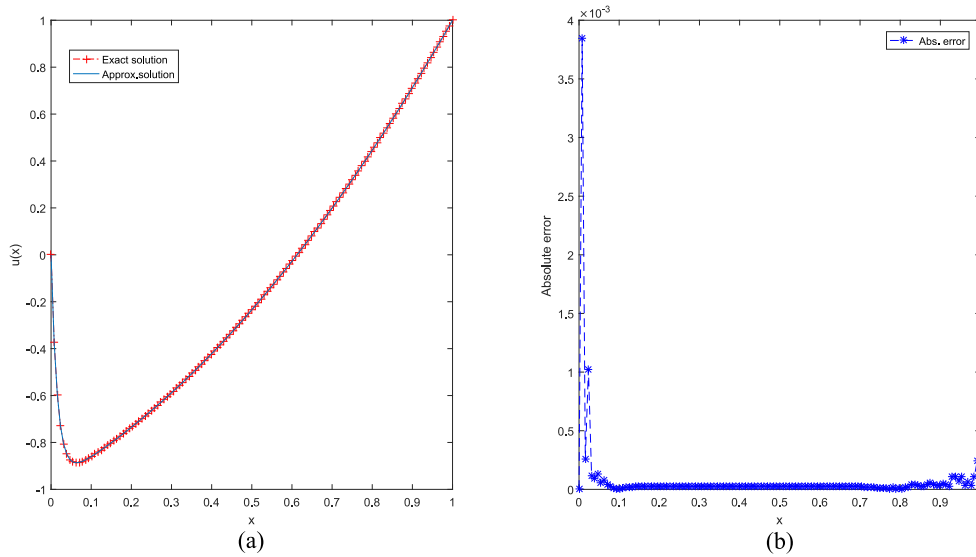 1
0.8
0.6
0.4
0.2
0
-0.2
-0.4
-0.6
-0.8
-1
Exact solution
Approx.solution
u(x)
0 0.1 0.2 0.3 0.4 0.5 0.6 0.7 0.8 0.9 1
x
(a)
×10⁻³
4
3.5
3
2.5
2
1.5
1
0.5
0
Abs. error
Absolute error
0 0.1 0.2 0.3 0.4 0.5 0.6 0.7 0.8 0.9
x
(b)